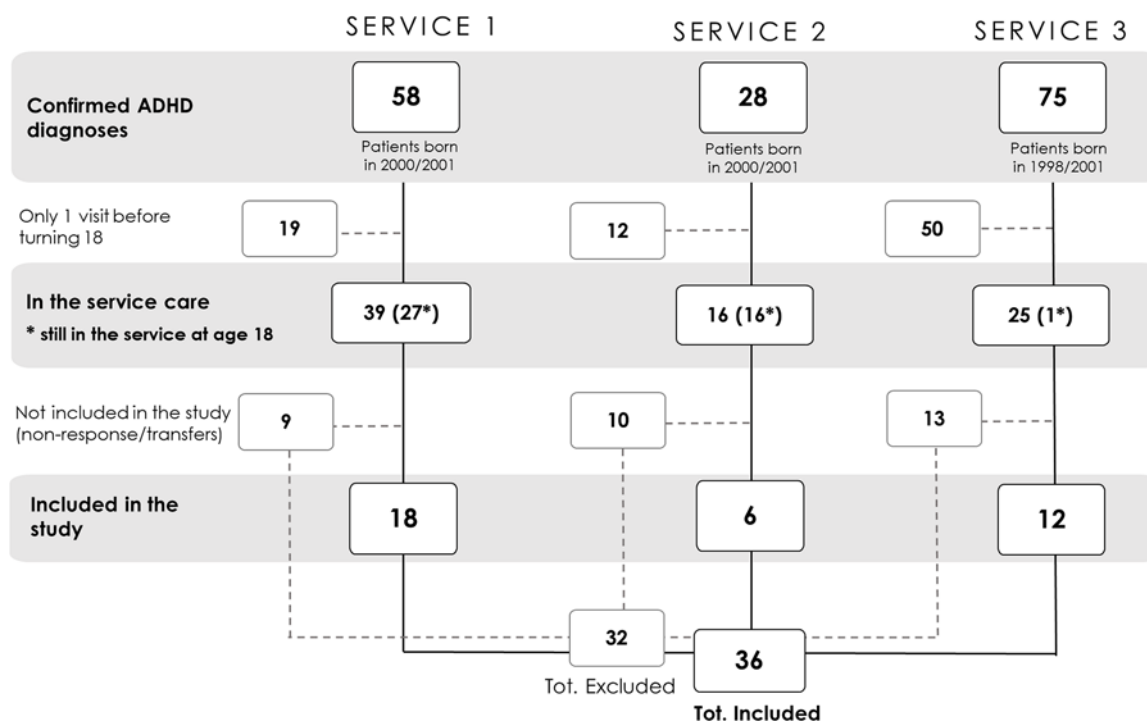 SERVICE 1
SERVICE 2
SERVICE 3
Confirmed ADHD
diagnoses
58
28
75
Patients born
in 2000/2001
Patients born
in 2000/2001
Patients born
in 1998/2001
Only 1 visit before
turning 18
19
12
50
In the service care
* still in the service at age 18
39 (27*)
16 (16*)
25 (1*)
Not included in the study
(non-response/transfers)
9
10
13
Included in the
study
18
6
12
32
36
Tot. Excluded
Tot. Included